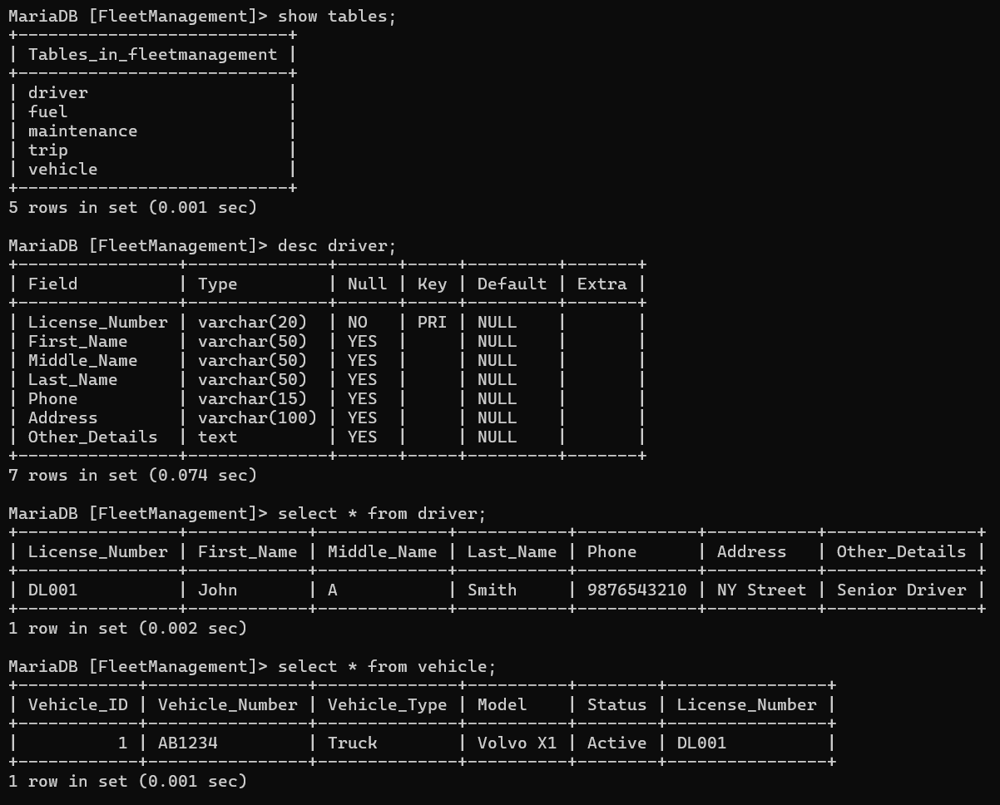 MariaDB [FleetManagement]> show tables;
+---------------------------+
| Tables_in_fleetmanagement |
+---------------------------+
| driver                    |
| fuel                      |
| maintenance               |
| trip                      |
| vehicle                   |
+---------------------------+
5 rows in set (0.001 sec)

MariaDB [FleetManagement]> desc driver;
+----------------+--------------+------+-----+---------+-------+
| Field          | Type         | Null | Key | Default | Extra |
+----------------+--------------+------+-----+---------+-------+
| License_Number | varchar(20)  | NO   | PRI | NULL    |       |
| First_Name     | varchar(50)  | YES  |     | NULL    |       |
| Middle_Name    | varchar(50)  | YES  |     | NULL    |       |
| Last_Name      | varchar(50)  | YES  |     | NULL    |       |
| Phone          | varchar(15)  | YES  |     | NULL    |       |
| Address        | varchar(100) | YES  |     | NULL    |       |
| Other_Details  | text         | YES  |     | NULL    |       |
+----------------+--------------+------+-----+---------+-------+
7 rows in set (0.074 sec)

MariaDB [FleetManagement]> select * from driver;
+----------------+------------+-------------+-----------+------------+-----------+---------------+
| License_Number | First_Name | Middle_Name | Last_Name | Phone      | Address   | Other_Details |
+----------------+------------+-------------+-----------+------------+-----------+---------------+
| DL001          | John       | A           | Smith     | 9876543210 | NY Street | Senior Driver |
+----------------+------------+-------------+-----------+------------+-----------+---------------+
1 row in set (0.002 sec)

MariaDB [FleetManagement]> select * from vehicle;
+------------+----------------+--------------+----------+--------+----------------+
| Vehicle_ID | Vehicle_Number | Vehicle_Type | Model    | Status | License_Number |
+------------+----------------+--------------+----------+--------+----------------+
|          1 | AB1234         | Truck        | Volvo X1 | Active | DL001          |
+------------+----------------+--------------+----------+--------+----------------+
1 row in set (0.001 sec)